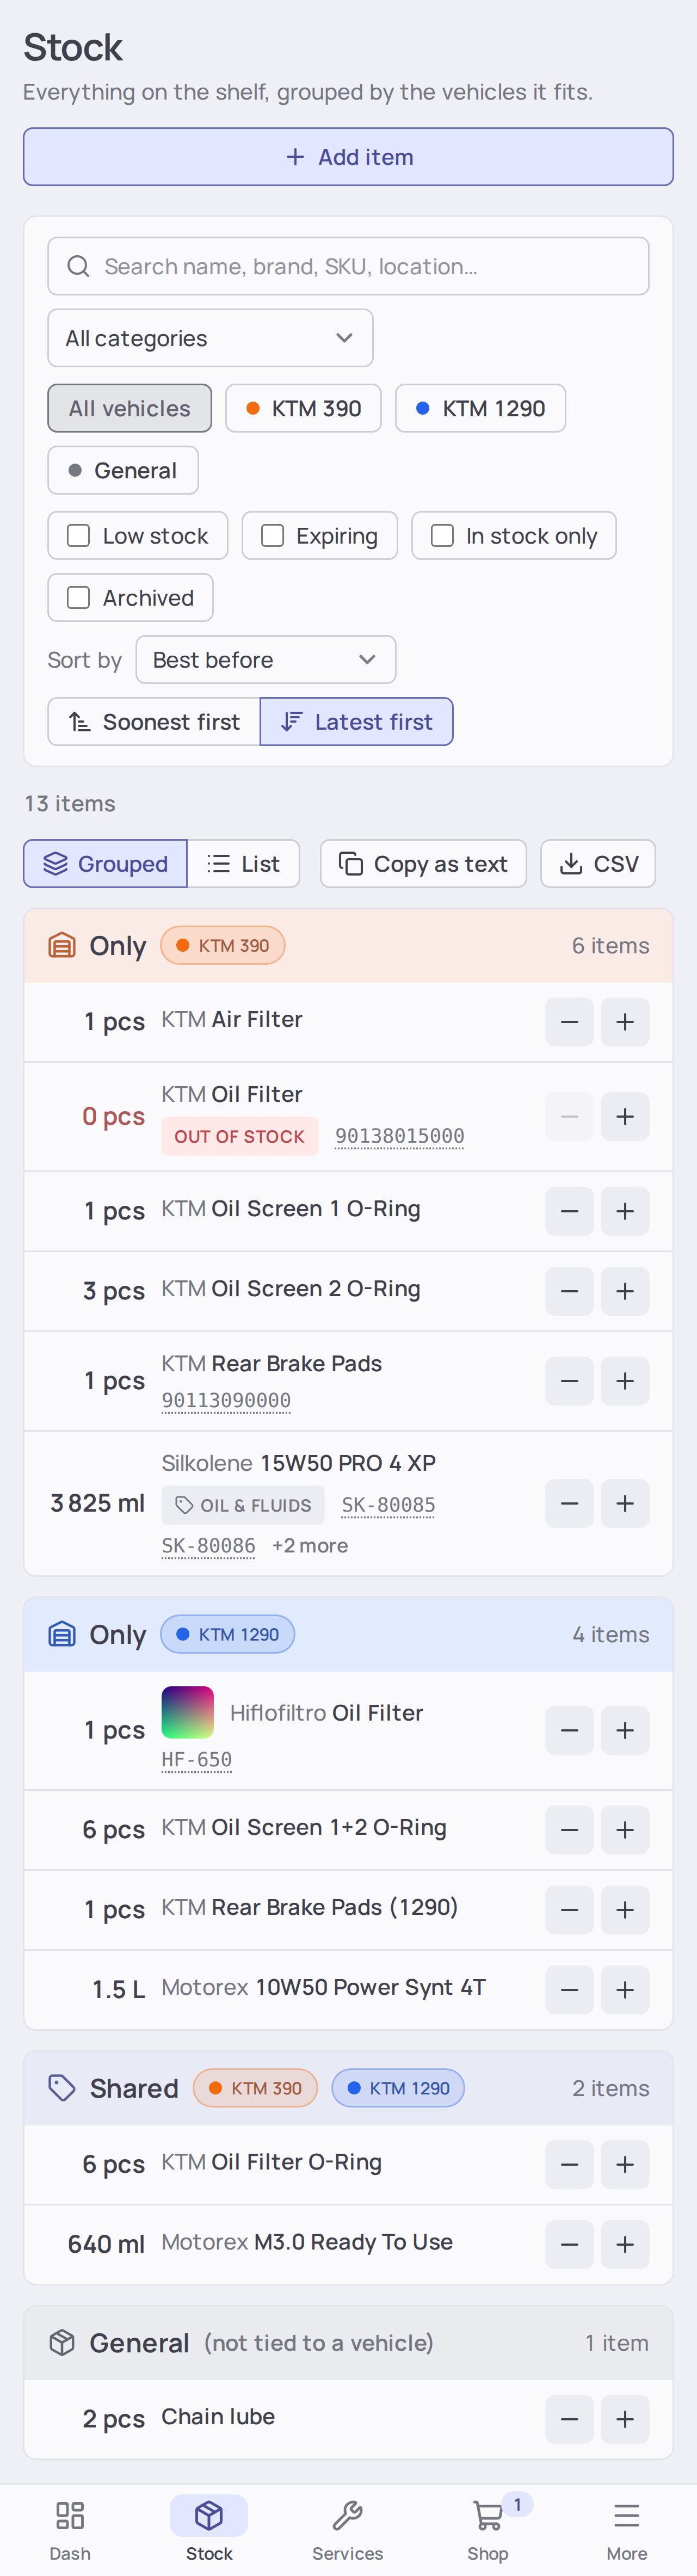 Stock
Everything on the shelf, grouped by the vehicles it fits.
Add item
Search name, brand, SKU, location...
All categories
All vehicles KTM 390 KTM 1290
General
Low stock Expiring In stock only
Archived
Sort by Best before
Soonest first Latest first
13 items
Grouped List Copy as text CSV
Only KTM 390 6 items
1 pcs KTM Air Filter
0 pcs KTM Oil Filter
OUT OF STOCK 90138015000
1 pcs KTM Oil Screen 1 O-Ring
3 pcs KTM Oil Screen 2 O-Ring
1 pcs KTM Rear Brake Pads
90113090000
3 825 ml Silkolene 15W50 PRO 4 XP
OIL & FLUIDS SK-80085
SK-80086 +2 more
Only KTM 1290 4 items
1 pcs Hiflofiltro Oil Filter
HF-650
6 pcs KTM Oil Screen 1+2 O-Ring
1 pcs KTM Rear Brake Pads (1290)
1.5 L Motorex 10W50 Power Synt 4T
Shared KTM 390 KTM 1290 2 items
6 pcs KTM Oil Filter O-Ring
640 ml Motorex M3.0 Ready To Use
General (not tied to a vehicle) 1 item
2 pcs Chain lube
1
Dash Stock Services Shop More